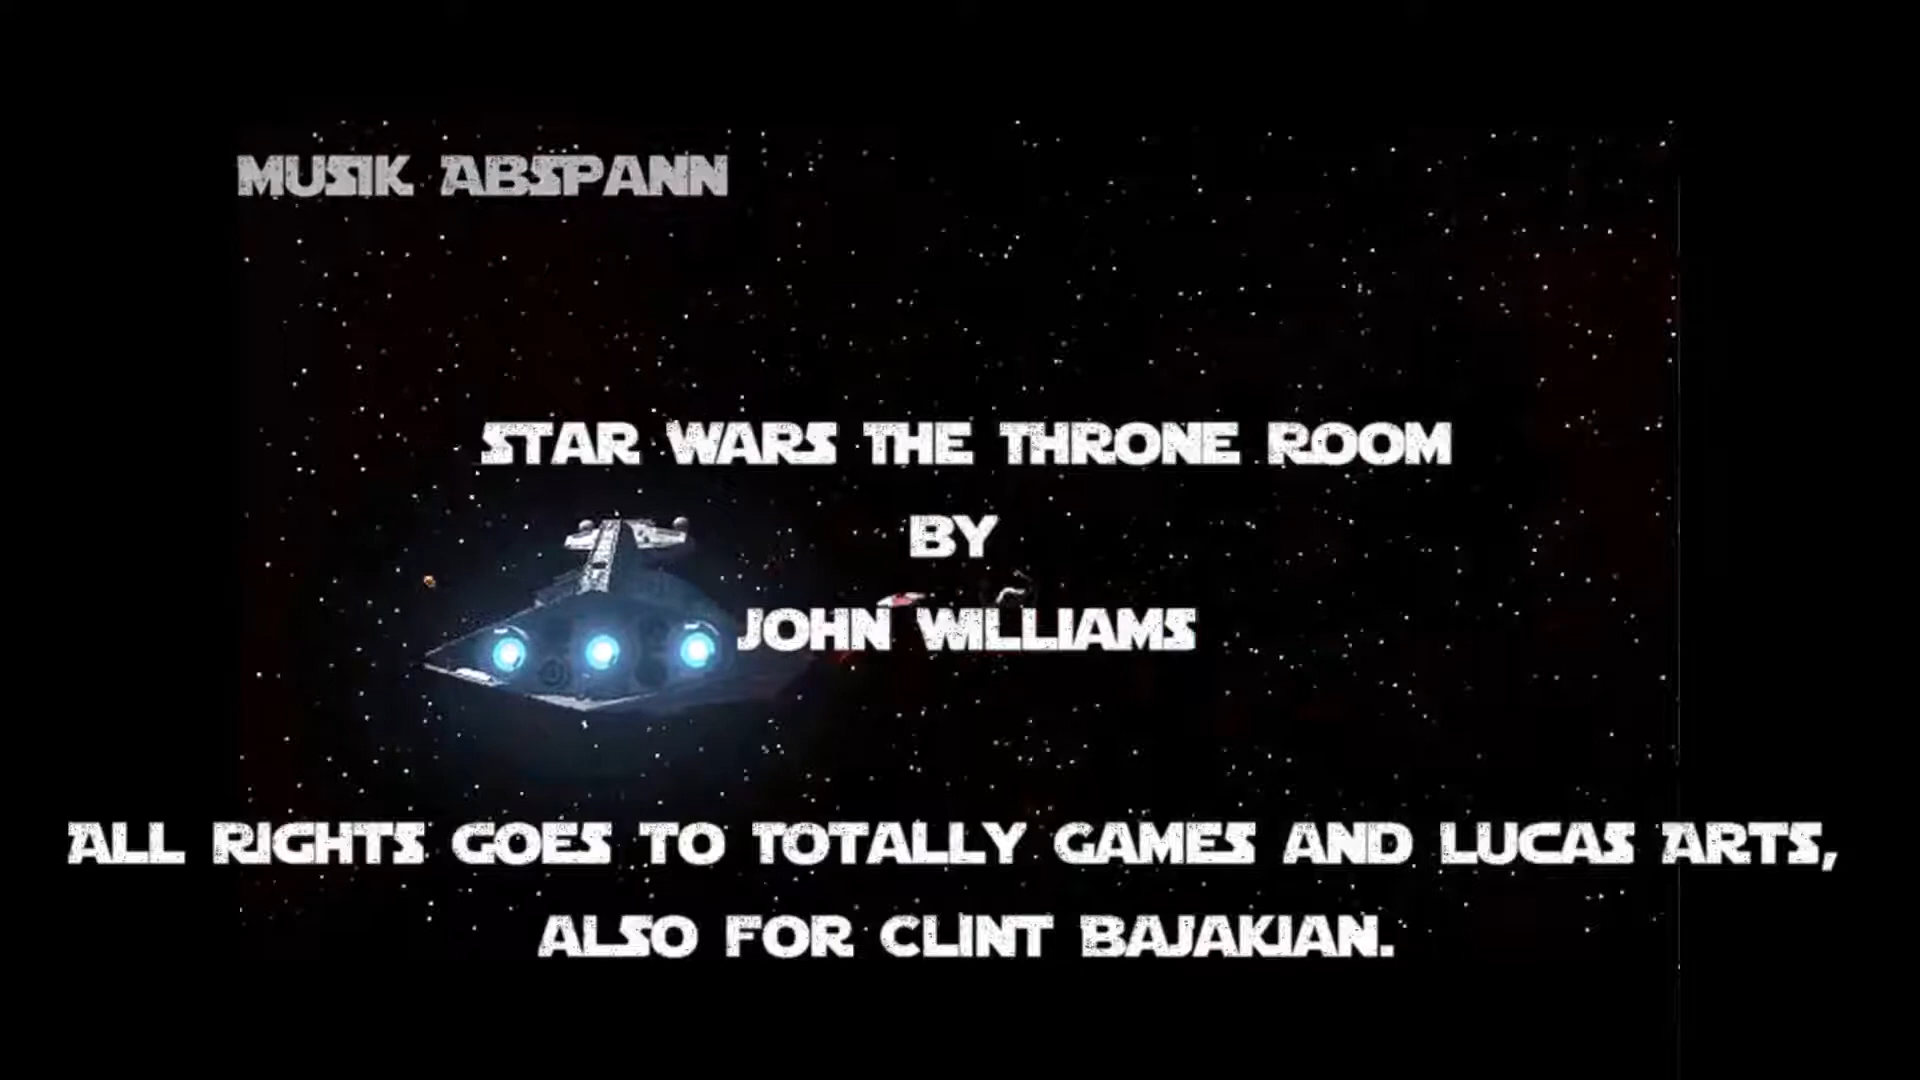 MUSIK ABSPANN
STAR WARS THE THRONE ROOM
BY
JOHN WILLIAMS
ALL RIGHTS GOES TO TOTALLY GAMES AND LUCAS ARTS,
ALSO FOR CLINT BAJAKIAN.